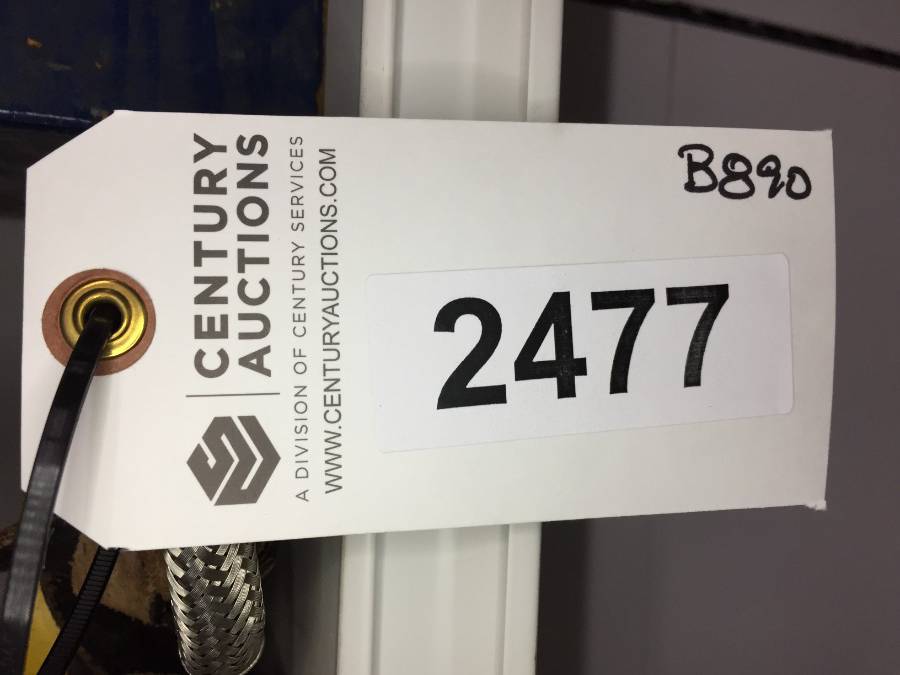 CENTURY
AUCTIONS
A DIVISION OF CENTURY SERVICES
WWW.CENTURYAUCTIONS.COM
B890
2477